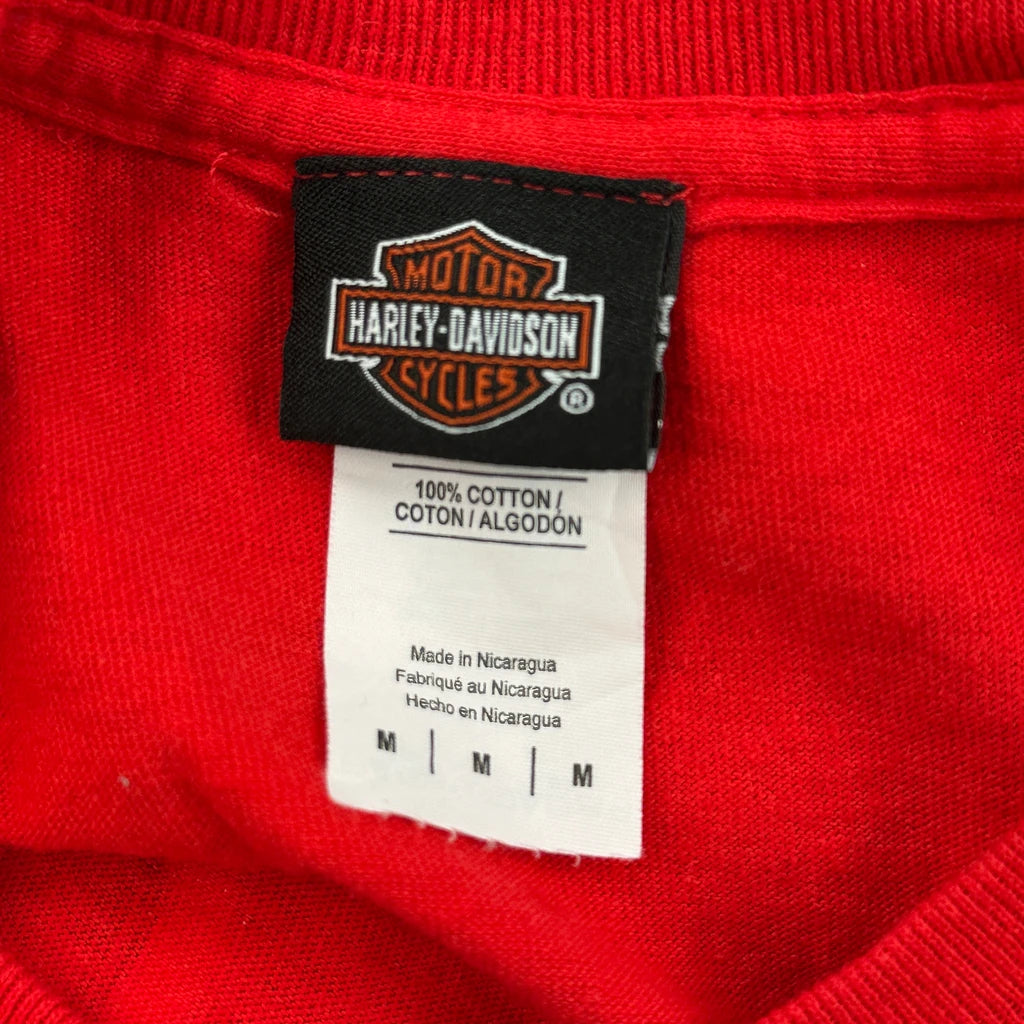 MOTOR
HARLEY-DAVIDSON
CYCLES
®
100% COTTON /
COTON / ALGODÓN
Made in Nicaragua
Fabriqué au Nicaragua
Hecho en Nicaragua
M | M | M